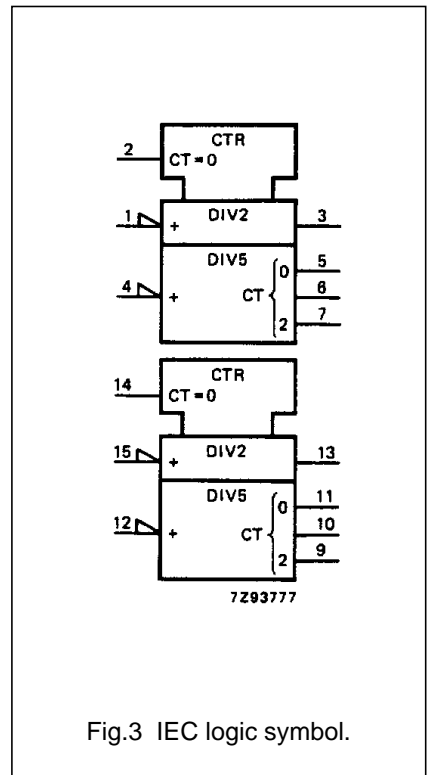 CTR
2 CT=0
1 + DIV2 3
DIV5
0 5
4 + CT 6
2 7
CTR
14 CT=0
15 + DIV2 13
DIV5
0 11
12 + CT 10
2 9
7Z93777
Fig.3 IEC logic symbol.